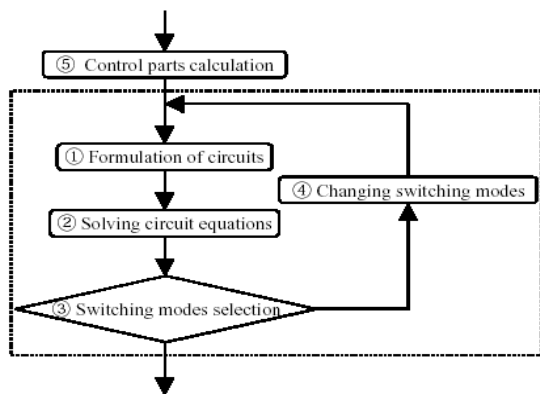 ⑤ Control parts calculation
① Formulation of circuits
④ Changing switching modes
② Solving circuit equations
③ Switching modes selection